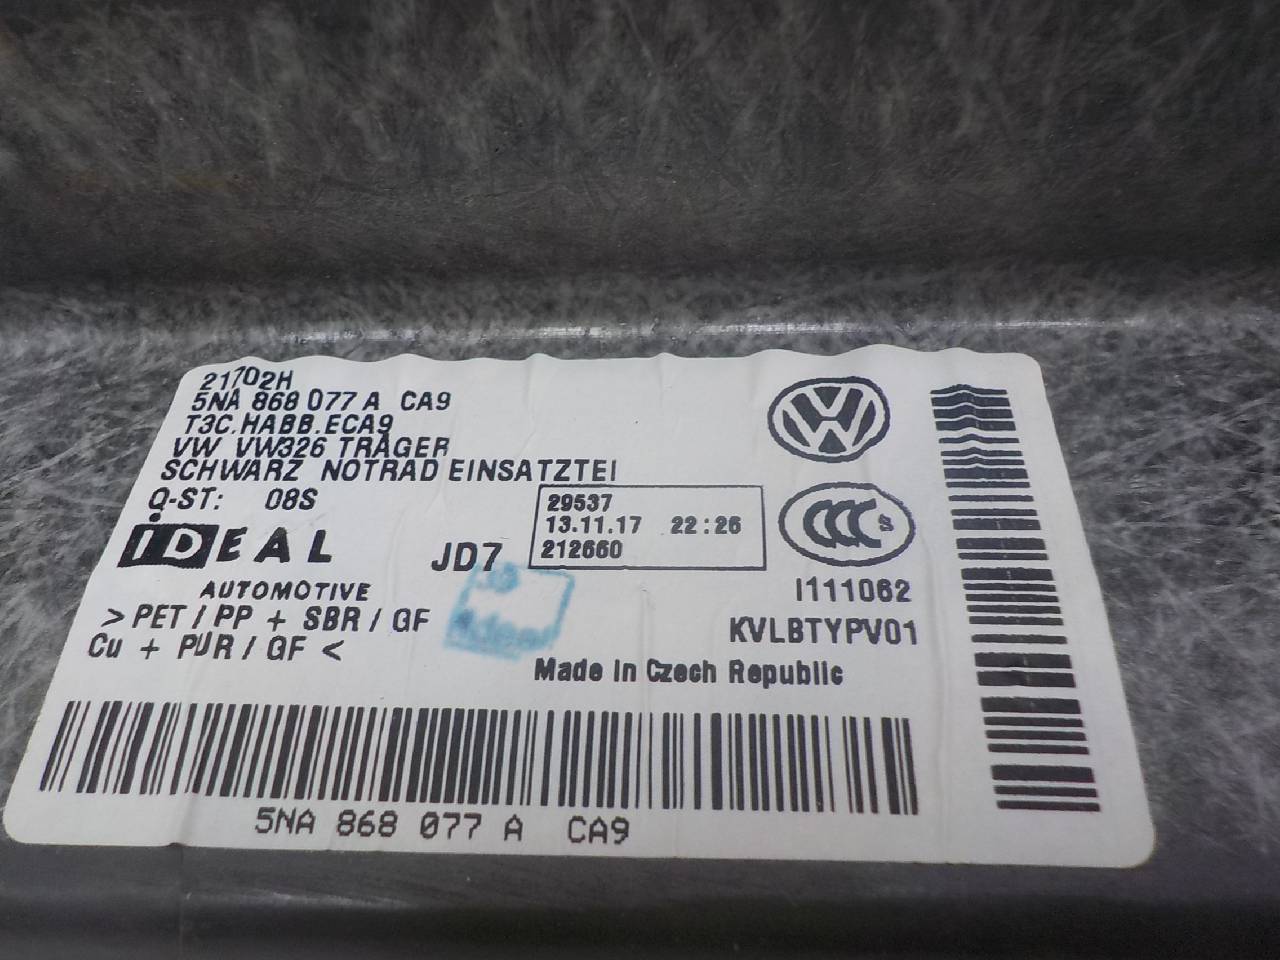 21702H
5NA 868 077 A CA9
T3C.HABB.ECA9
VW VW326 TRÄGER
SCHWARZ NOTRAD EINSATZTEI
Q-ST: 08S
iDEAL
AUTOMOTIVE
JD7
29537
13.11.17 22:26
212660
VW
CCC S
I111062
KVLBTYPV01
>PET/PP + SBR/GF
Cu + PUR/GF<
Made in Czech Republic
5NA 868 077 A CA9